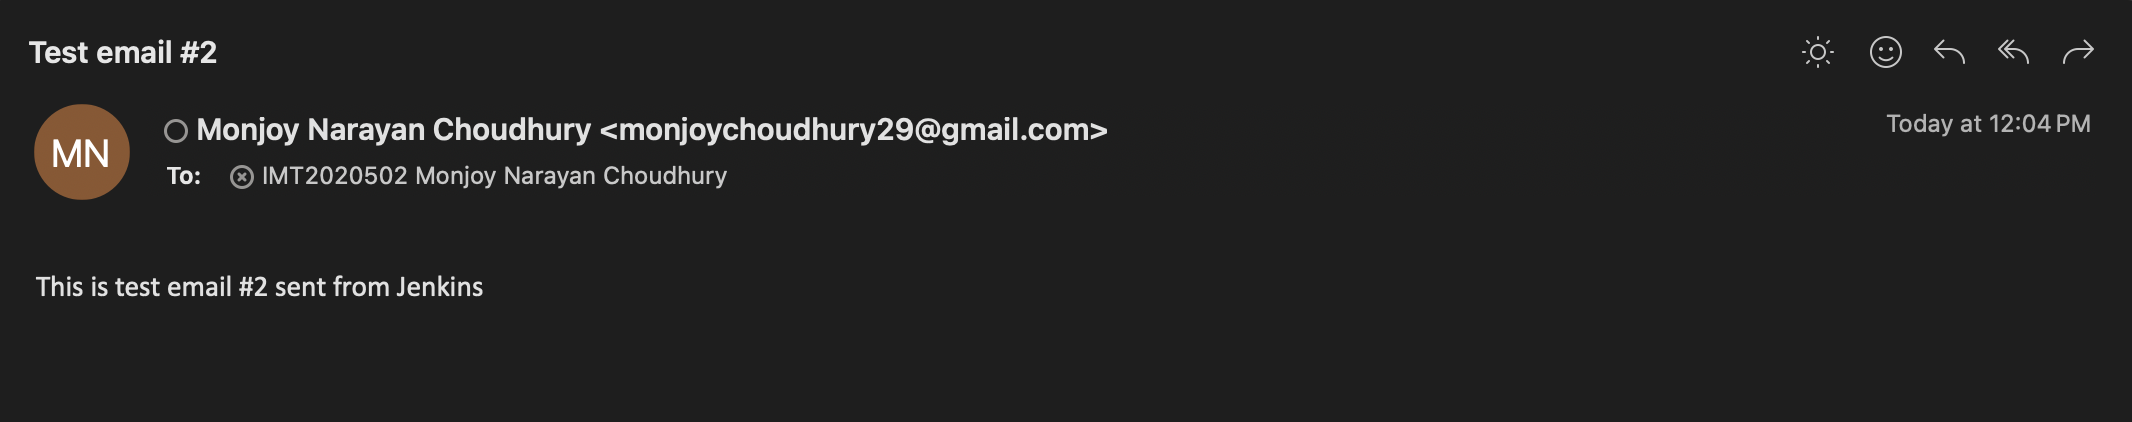 Test email #2
MN
Monjoy Narayan Choudhury <monjoychoudhury29@gmail.com>
Today at 12:04 PM
To: IMT2020502 Monjoy Narayan Choudhury
This is test email #2 sent from Jenkins